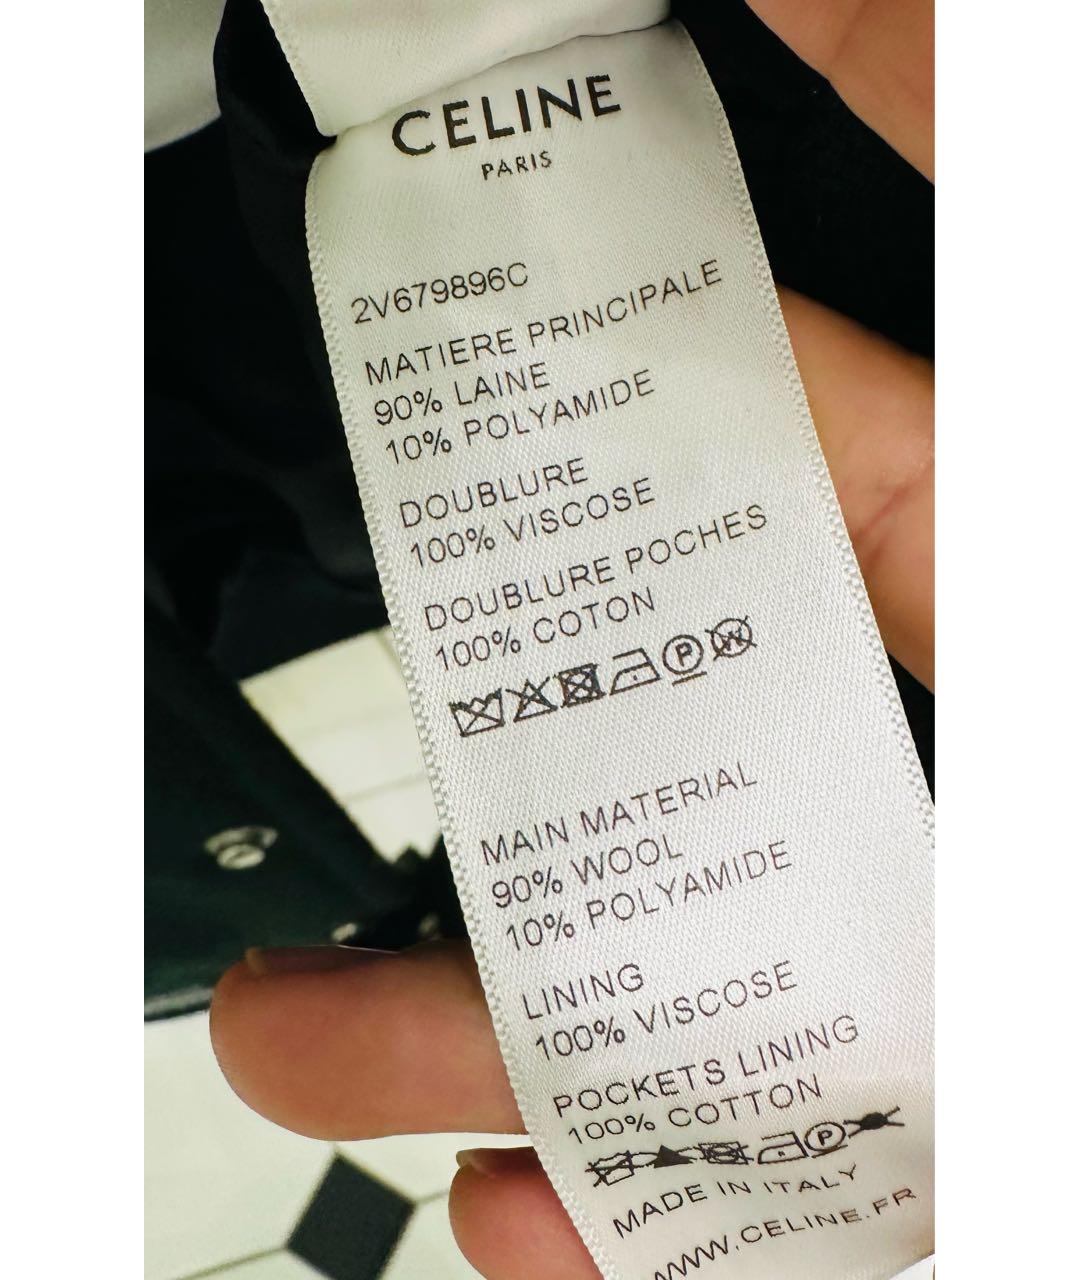 CELINE
PARIS
2V679896C
MATIERE PRINCIPALE
90% LAINE
10% POLYAMIDE
DOUBLURE
100% VISCOSE
DOUBLURE POCHES
100% COTON
P W
MAIN MATERIAL
90% WOOL
10% POLYAMIDE
LINING
100% VISCOSE
POCKETS LINING
100% COTTON
P
MADE IN ITALY
WWW.CELINE.FR